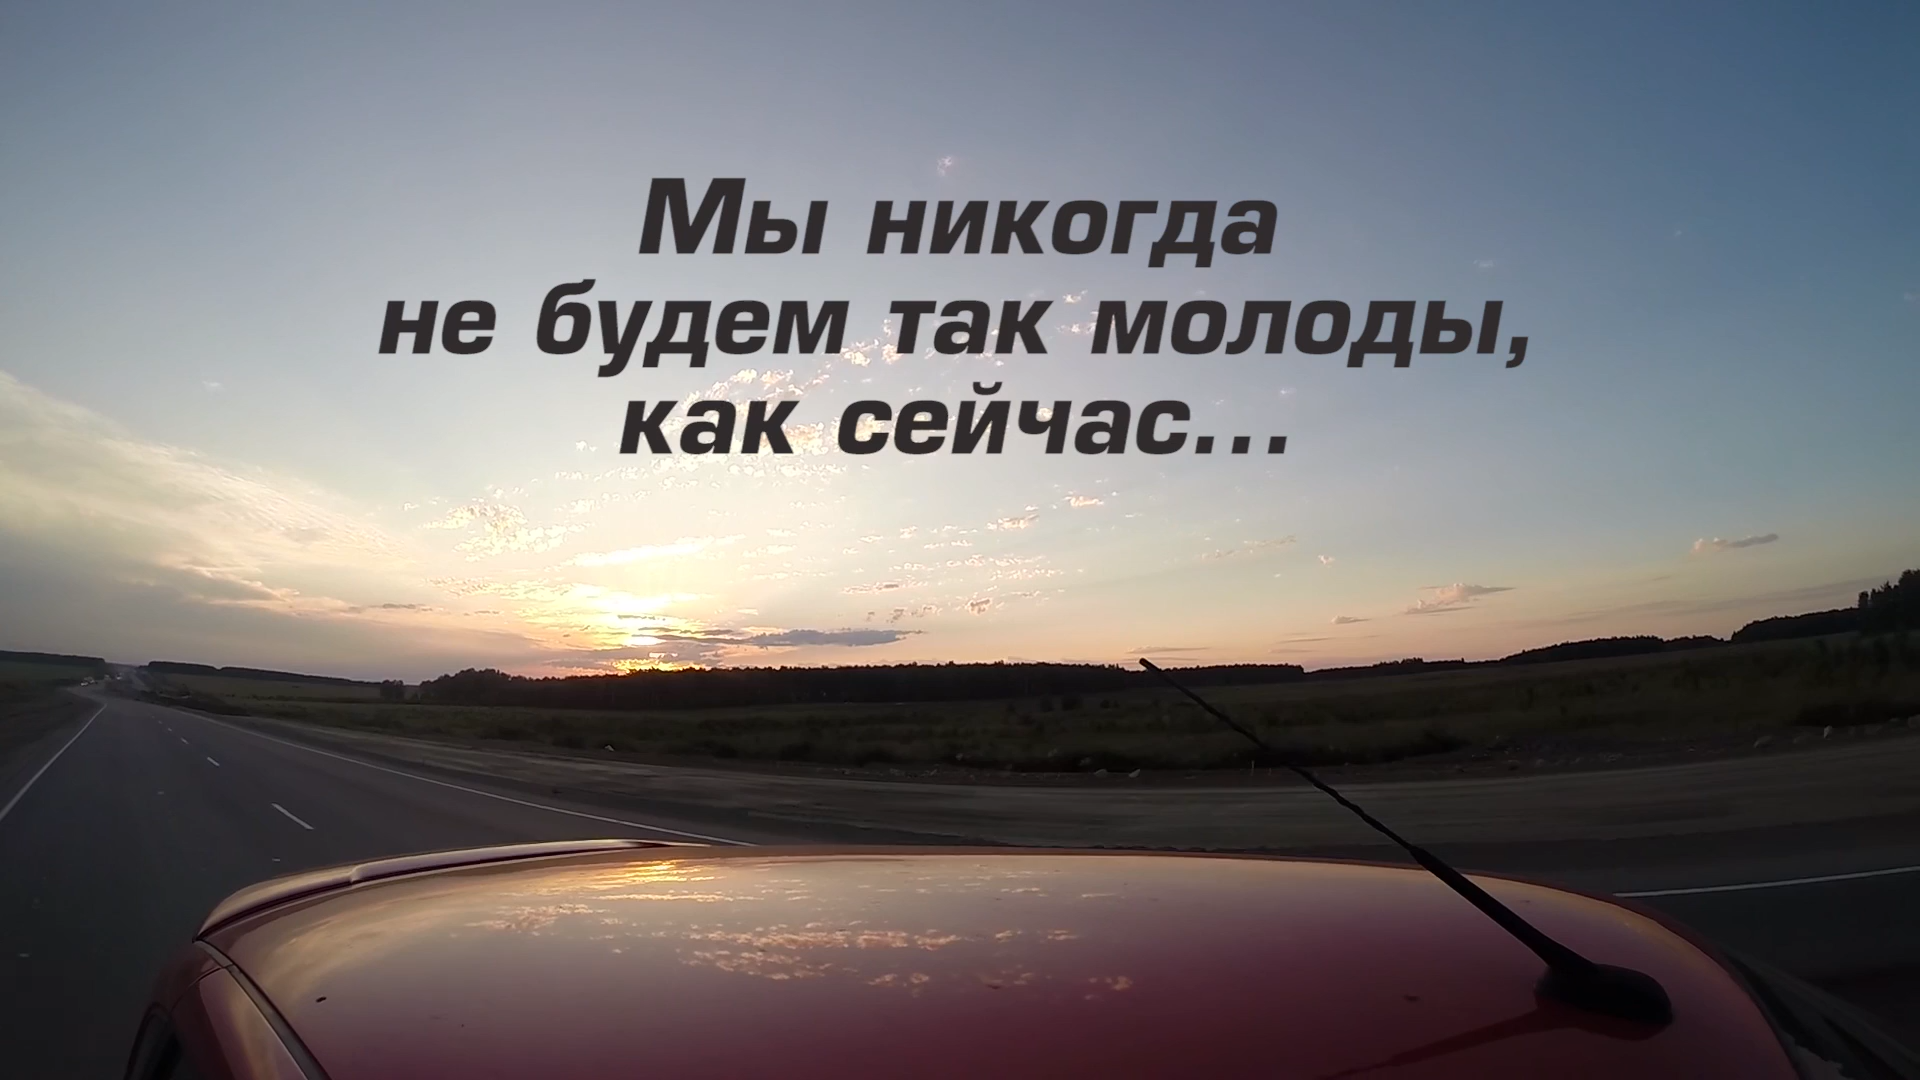 Мы никогда
не будем так молоды,
как сейчас...